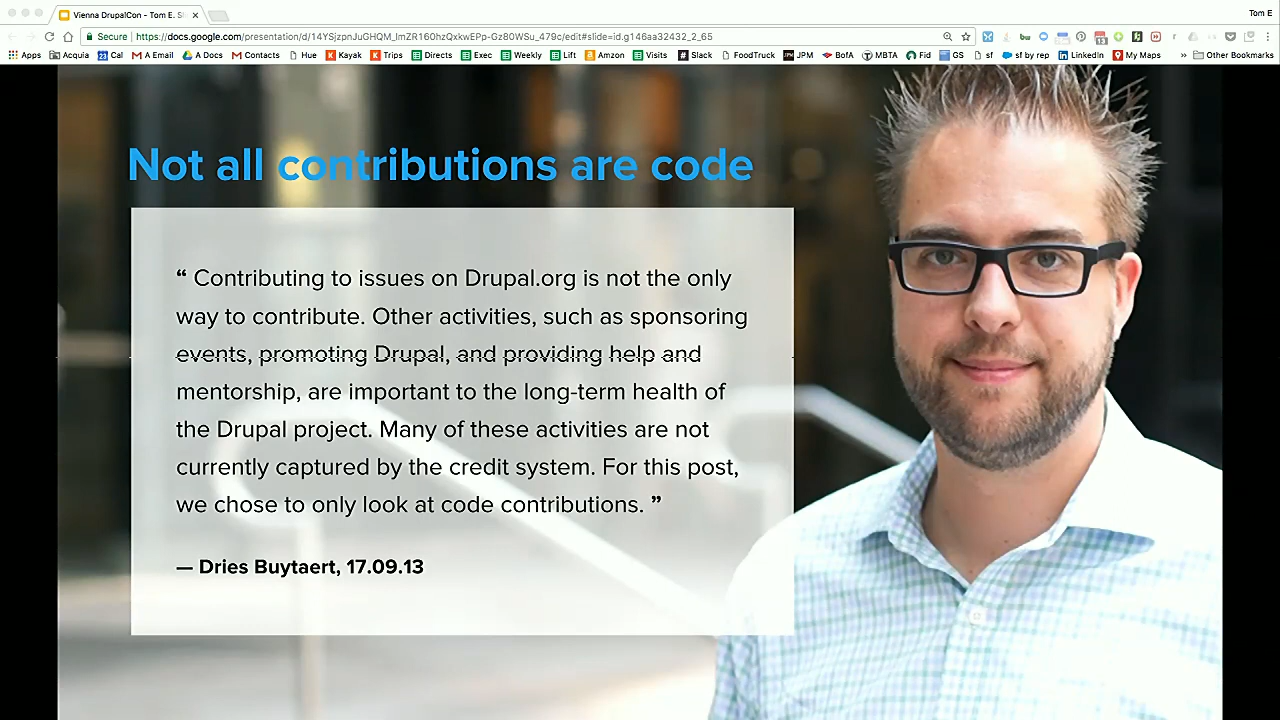 Vienna DrupalCon - Tom E. S
Tom E
Secure https://docs.google.com/presentation/d/14YSjzpnJuGHQM_lmZR160hzQxkwEPp-Gz80WSu_479c/edit#slide=id.g146aa32432_2_65
Apps Acquia Cal A Email A Docs Contacts Hue Kayak Trips Directs Exec Weekly Lift Amzon Visits Slack FoodTruck JPM BofA MBTA Fid GS sf sf by rep LinkedIn My Maps » Other Bookmarks
Not all contributions are code
“ Contributing to issues on Drupal.org is not the only
way to contribute. Other activities, such as sponsoring
events, promoting Drupal, and providing help and
mentorship, are important to the long-term health of
the Drupal project. Many of these activities are not
currently captured by the credit system. For this post,
we chose to only look at code contributions. ”
— Dries Buytaert, 17.09.13